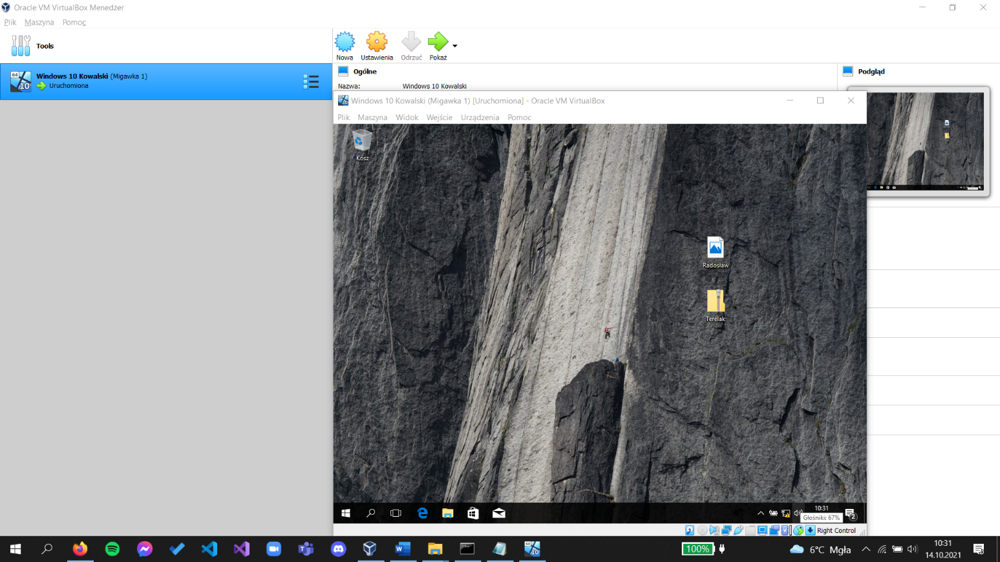 Oracle VM VirtualBox Menedżer
Plik Maszyna Pomoc
Tools
Nowa Ustawienia Odrzuć Pokaż
64
10
Windows 10 Kowalski (Migawka 1)
Uruchomiona
Ogólne
Podgląd
Nazwa: Windows 10 Kowalski
Windows 10 Kowalski (Migawka 1) [Uruchomiona] - Oracle VM VirtualBox
Plik Maszyna Widok Wejście Urządzenia Pomoc
Kosz
Radosław
Terelak
10:31
Głośniki: 67%
2
Right Control
100%
6°C Mgła
10:31
14.10.2021